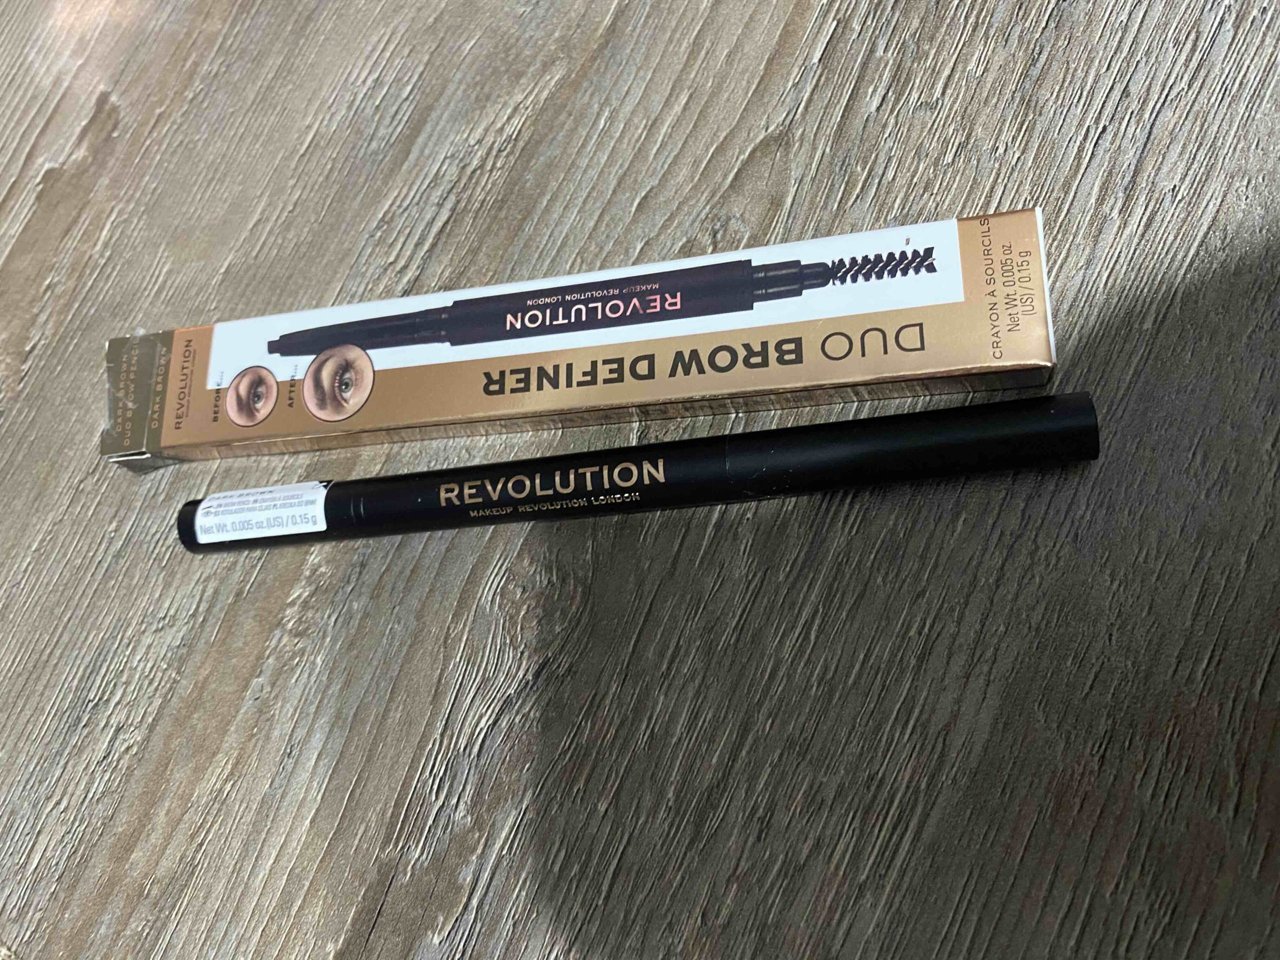 DARK BROWN
DUO BROW PENCIL
DARK BROWN
REVOLUTION
BEFORE...
AFTER...
REVOLUTION
MAKEUP REVOLUTION LONDON
REVOLUTION
DUO BROW DEFINER
CRAYON À SOURCILS
Net Wt. 0.005 oz.
(US) / 0.15 g
DARK BROWN
Net Wt. 0.005 oz.(US) / 0.15 g
REVOLUTION
MAKEUP REVOLUTION LONDON